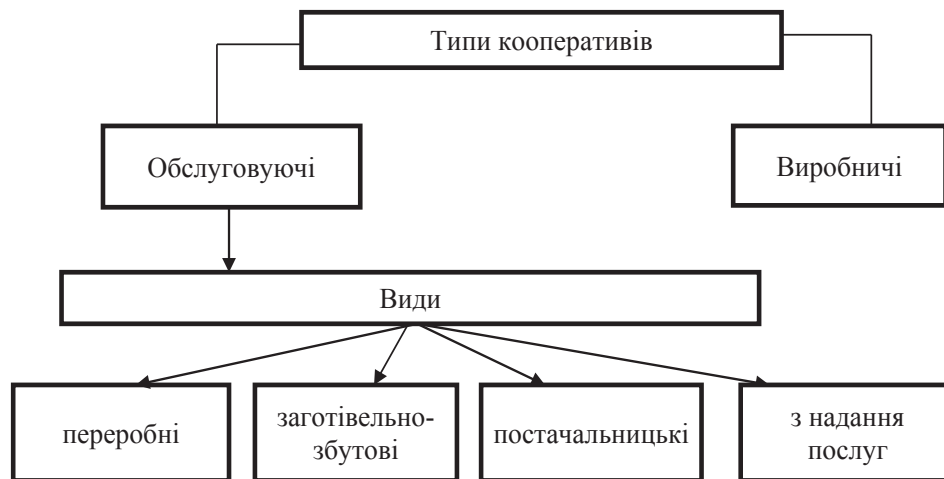 Типи кооперативів
Обслуговуючі
Виробничі
Види
переробні
заготівельно-
збутові
постачальницькі
з надання
послуг